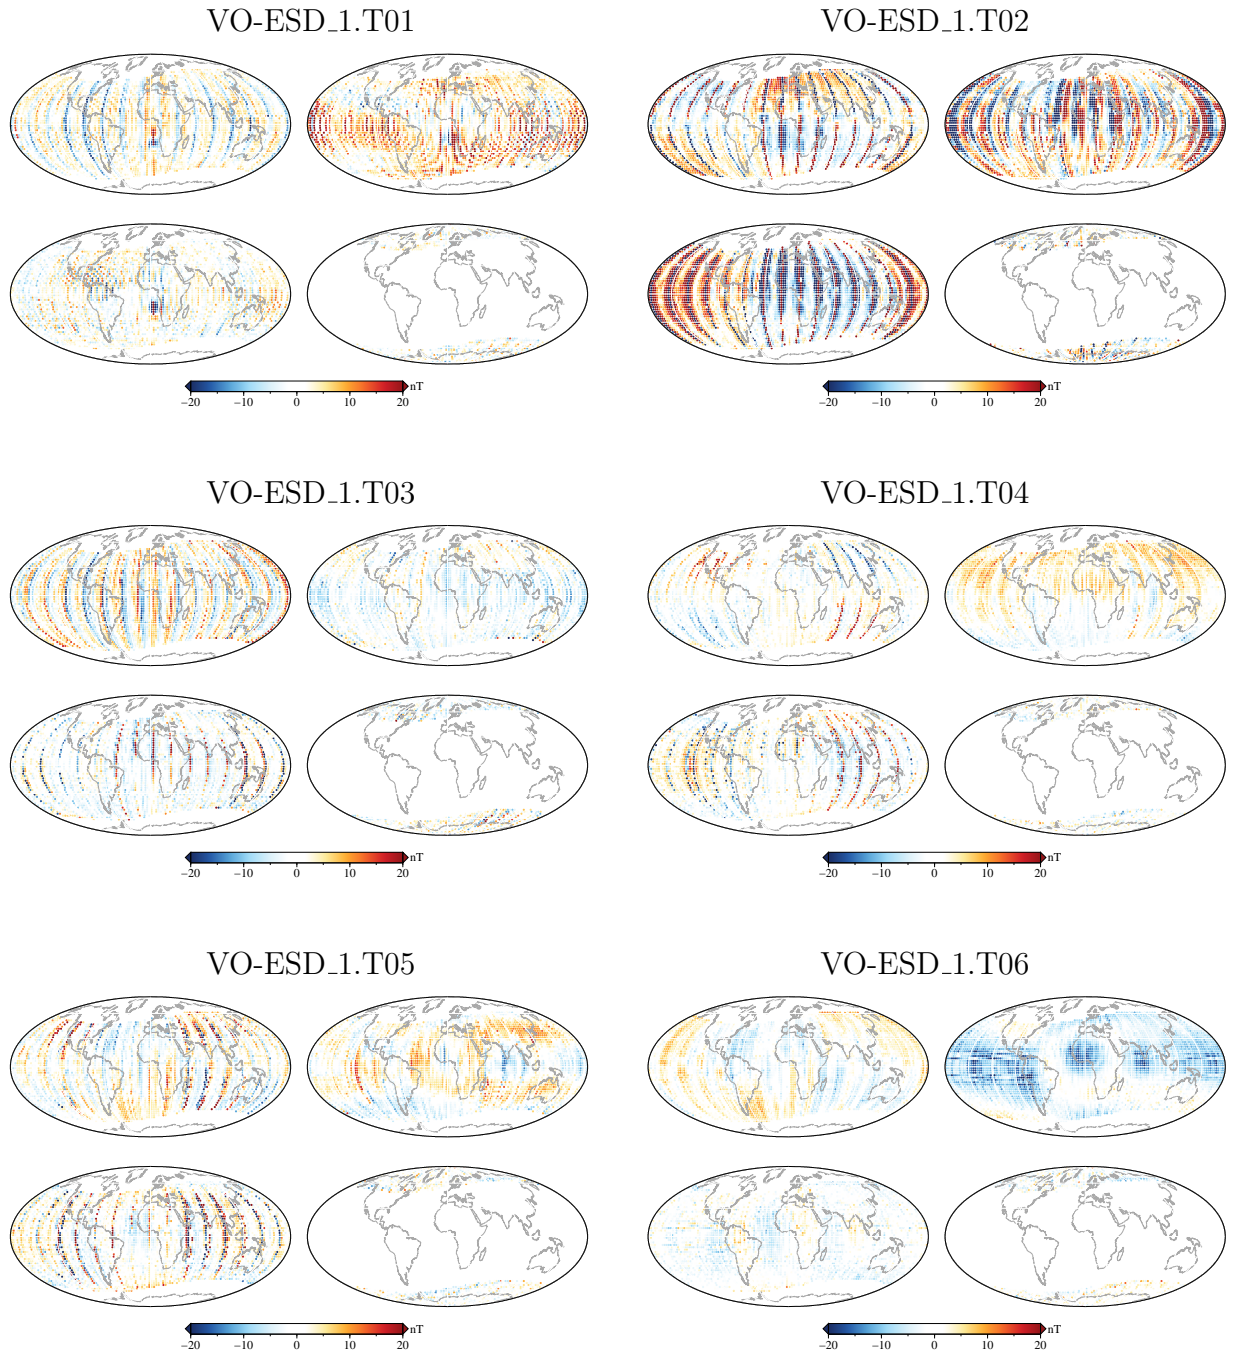 VO-ESD_1.T01 VO-ESD_1.T02
−20 −10 0 10 20 nT −20 −10 0 10 20 nT
VO-ESD_1.T03 VO-ESD_1.T04
−20 −10 0 10 20 nT −20 −10 0 10 20 nT
VO-ESD_1.T05 VO-ESD_1.T06
−20 −10 0 10 20 nT −20 −10 0 10 20 nT